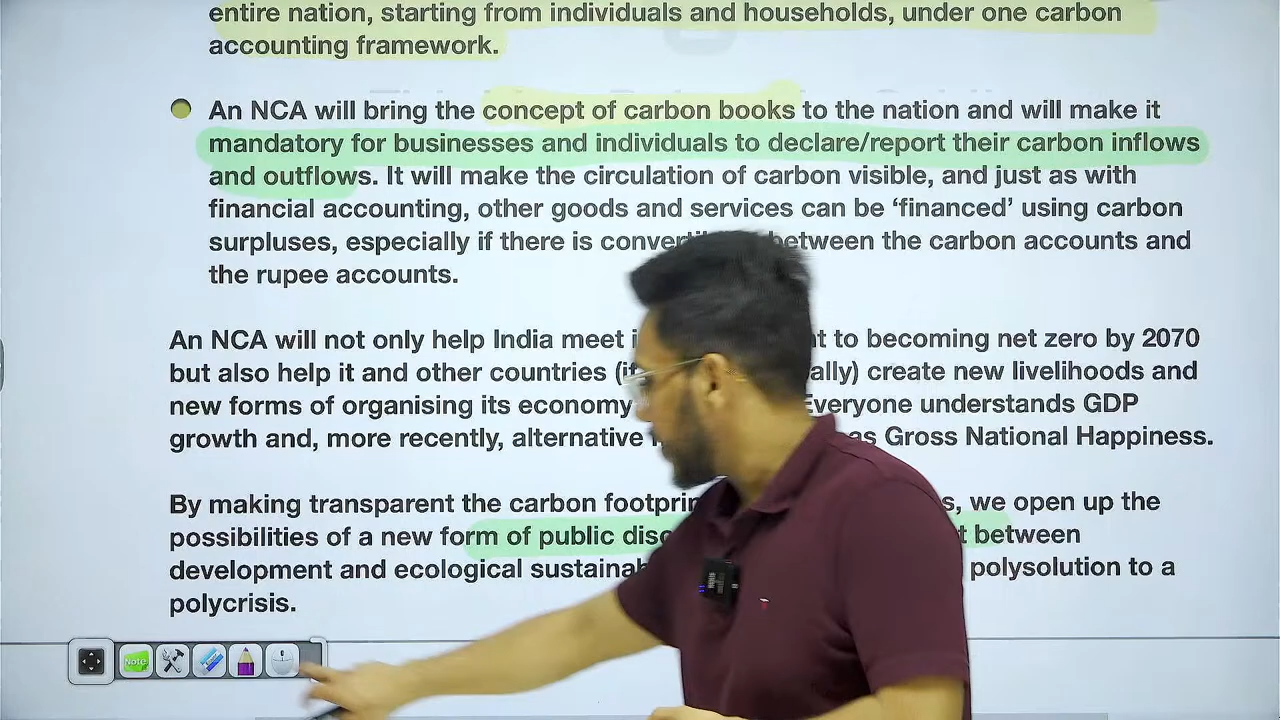 entire nation, starting from individuals and households, under one carbon
accounting framework.
An NCA will bring the concept of carbon books to the nation and will make it
mandatory for businesses and individuals to declare/report their carbon inflows
and outflows. It will make the circulation of carbon visible, and just as with
financial accounting, other goods and services can be ‘financed’ using carbon
surpluses, especially if there is between the carbon accounts and
the rupee accounts.
An NCA will not only help India meet to becoming net zero by 2070
but also help it and other countries create new livelihoods and
new forms of organising its economy Everyone understands GDP
growth and, more recently, alternative as Gross National Happiness.
By making transparent the carbon we open up the
possibilities of a new form of public between
development and ecological polysolution to a
polycrisis.
Note